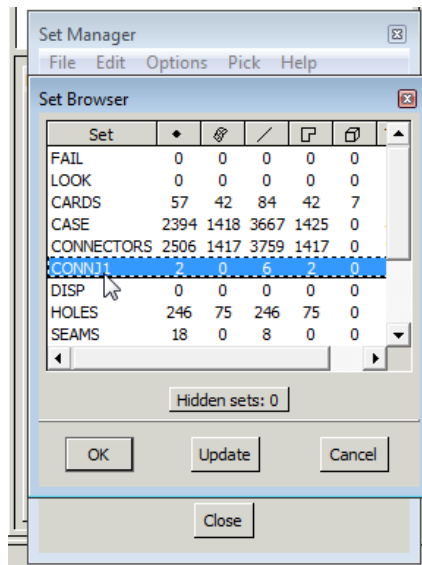 Set Manager
File Edit Options Pick Help
Set Browser
Set
FAIL 0 0 0 0 0
LOOK 0 0 0 0 0
CARDS 57 42 84 42 7
CASE 2394 1418 3667 1425 0
CONNECTORS 2506 1417 3759 1417 0
CONNJ1 2 0 6 2 0
DISP 0 0 0 0 0
HOLES 246 75 246 75 0
SEAMS 18 0 8 0 0
Hidden sets: 0
OK Update Cancel
Close